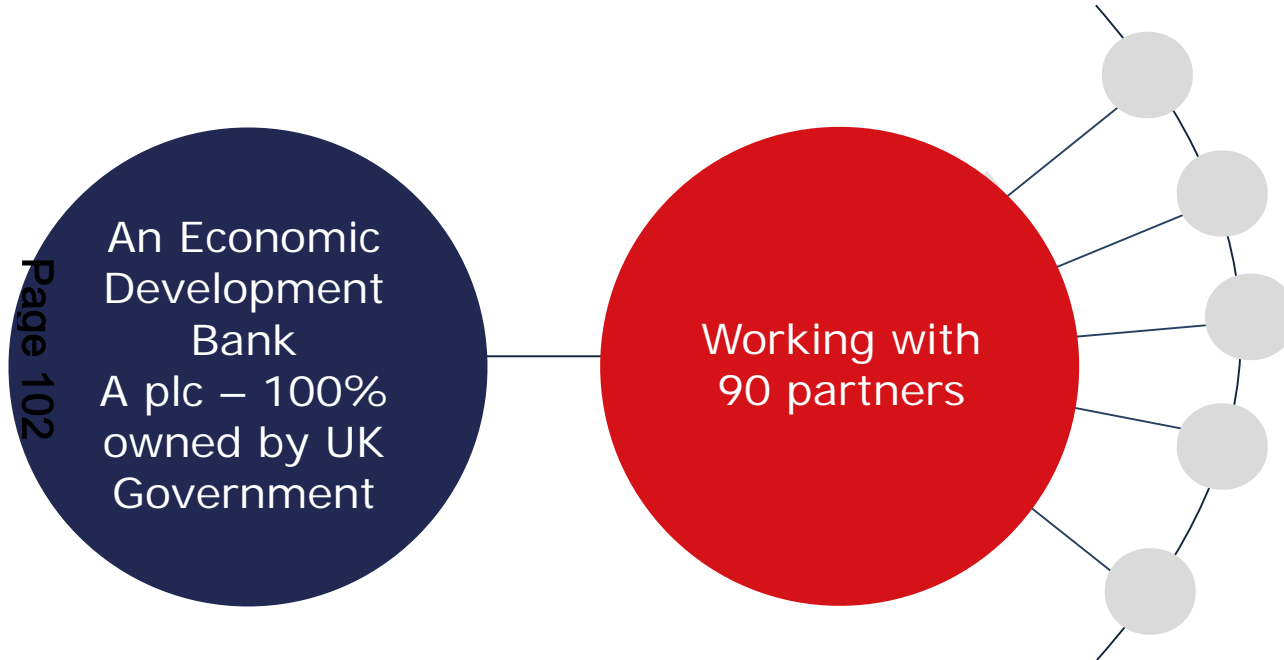 An Economic
Development
Bank
A plc – 100%
owned by UK
Government
Working with
90 partners
Page 102